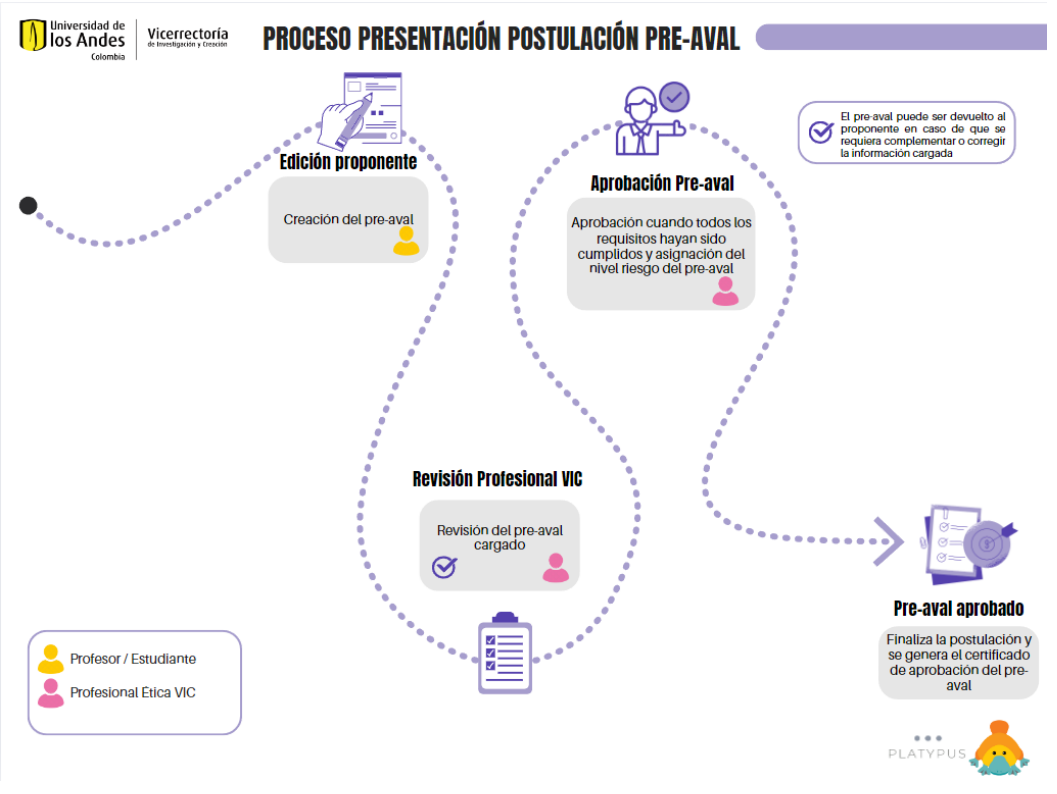 Universidad de
los Andes
Colombia
Vicerrectoría
de Investigación y Creación
PROCESO PRESENTACIÓN POSTULACIÓN PRE-AVAL
El pre-aval puede ser devuelto al
proponente en caso de que se
requiera complementar o corregir
la información cargada
Edición proponente
Creación del pre-aval
Aprobación Pre-aval
Aprobación cuando todos los
requisitos hayan sido
cumplidos y asignación del
nivel riesgo del pre-aval
Revisión Profesional VIC
Revisión del pre-aval
cargado
Pre-aval aprobado
Finaliza la postulación y
se genera el certificado
de aprobación del pre-
aval
Profesor / Estudiante
Profesional Etica VIC
PLATYPUS